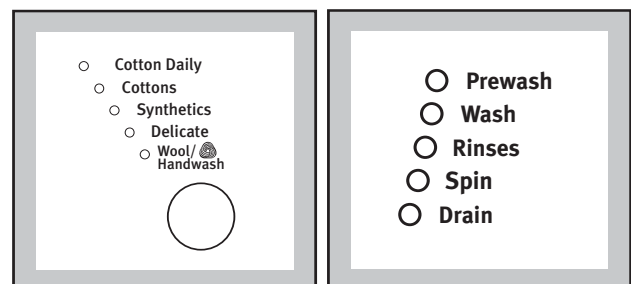 Cotton Daily
Cottons
Synthetics
Delicate
Wool/
Handwash
Prewash
Wash
Rinses
Spin
Drain